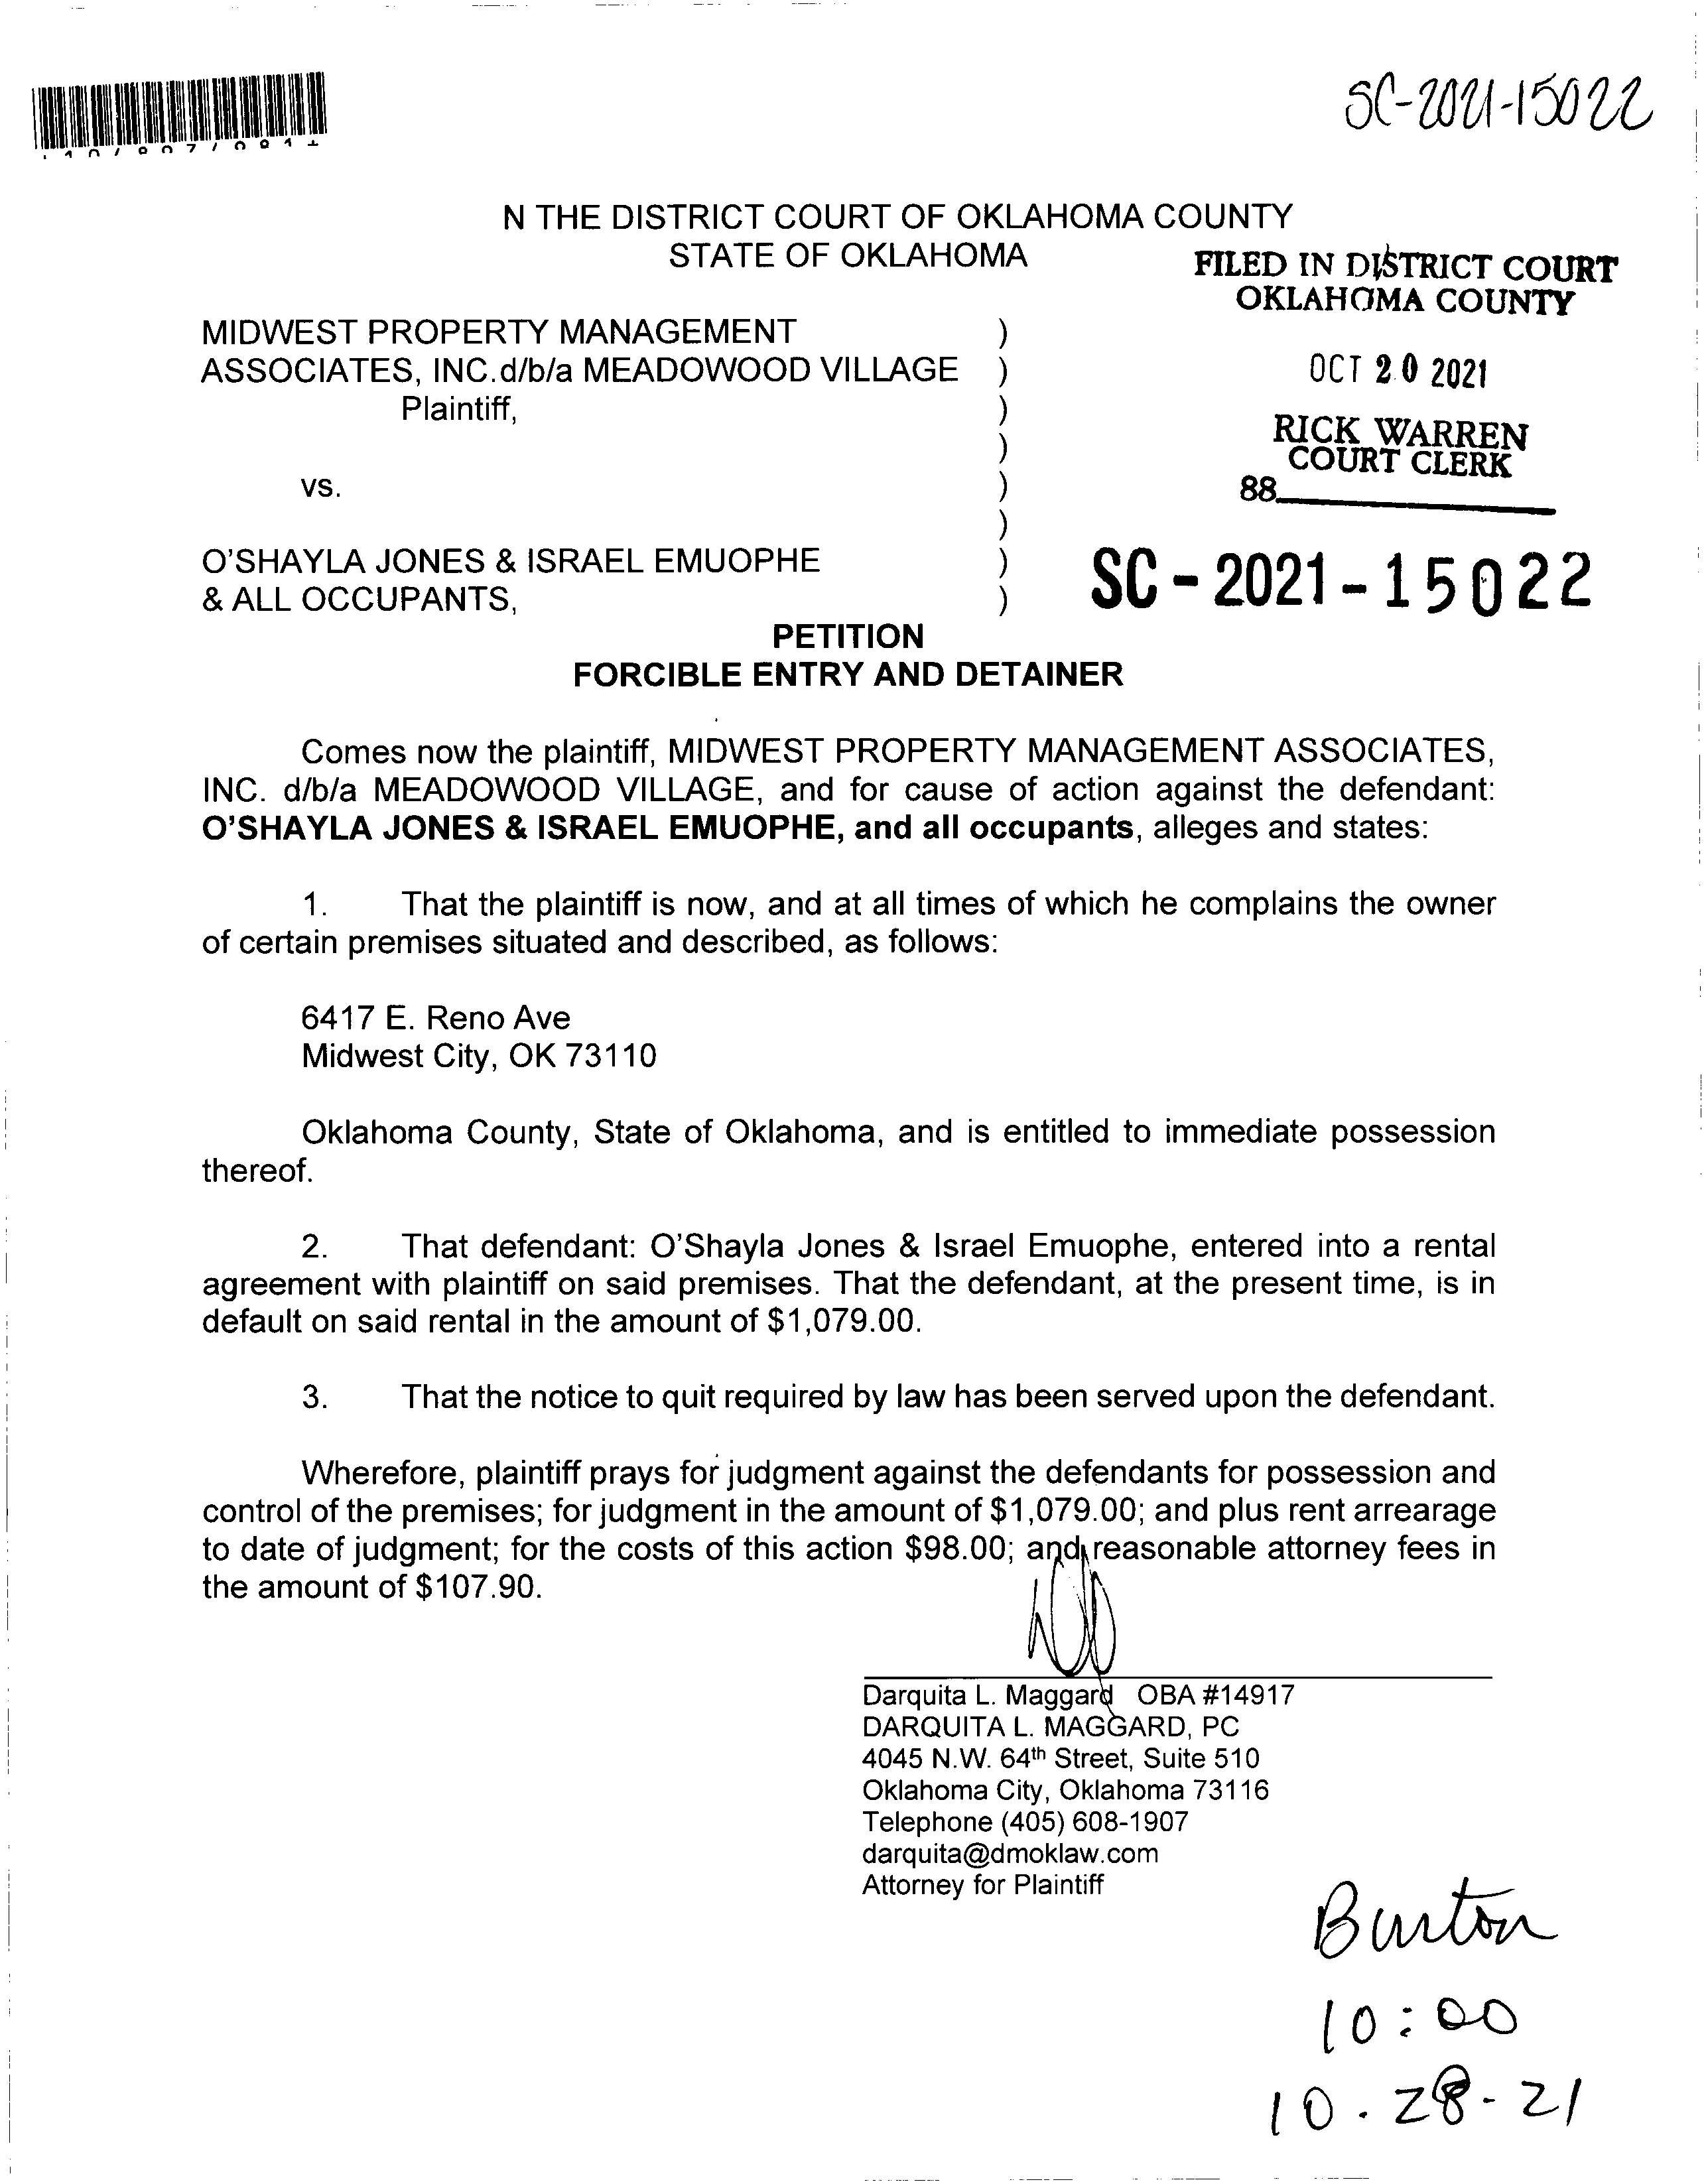 SC-2021-15022
N THE DISTRICT COURT OF OKLAHOMA COUNTY
STATE OF OKLAHOMA
FILED IN DISTRICT COURT
OKLAHOMA COUNTY
OCT 20 2021
RICK WARREN
COURT CLERK
88
MIDWEST PROPERTY MANAGEMENT )
ASSOCIATES, INC.d/b/a MEADOWOOD VILLAGE )
Plaintiff, )
)
vs. )
)
O'SHAYLA JONES & ISRAEL EMUOPHE )
& ALL OCCUPANTS, )
SC - 2021 - 15022
PETITION
FORCIBLE ENTRY AND DETAINER
Comes now the plaintiff, MIDWEST PROPERTY MANAGEMENT ASSOCIATES,
INC. d/b/a MEADOWOOD VILLAGE, and for cause of action against the defendant:
O'SHAYLA JONES & ISRAEL EMUOPHE, and all occupants, alleges and states:
1. That the plaintiff is now, and at all times of which he complains the owner
of certain premises situated and described, as follows:
6417 E. Reno Ave
Midwest City, OK 73110
Oklahoma County, State of Oklahoma, and is entitled to immediate possession
thereof.
2. That defendant: O'Shayla Jones & Israel Emuophe, entered into a rental
agreement with plaintiff on said premises. That the defendant, at the present time, is in
default on said rental in the amount of $1,079.00.
3. That the notice to quit required by law has been served upon the defendant.
Wherefore, plaintiff prays for judgment against the defendants for possession and
control of the premises; for judgment in the amount of $1,079.00; and plus rent arrearage
to date of judgment; for the costs of this action $98.00; and reasonable attorney fees in
the amount of $107.90.
Darquita L. Maggard OBA #14917
DARQUITA L. MAGGARD, PC
4045 N.W. 64th Street, Suite 510
Oklahoma City, Oklahoma 73116
Telephone (405) 608-1907
darquita@dmoklaw.com
Attorney for Plaintiff
Burton
10:00
10.28-21